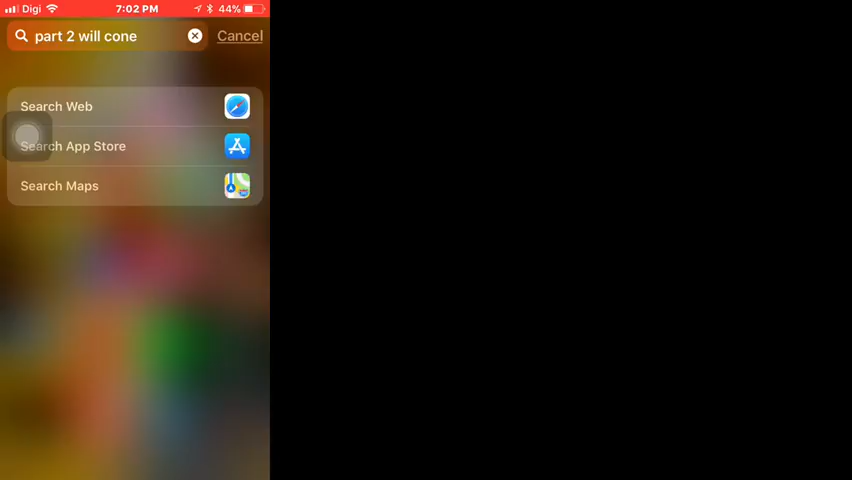 Digi
7:02 PM
44%
part 2 will cone
Cancel
Search Web
Search App Store
Search Maps